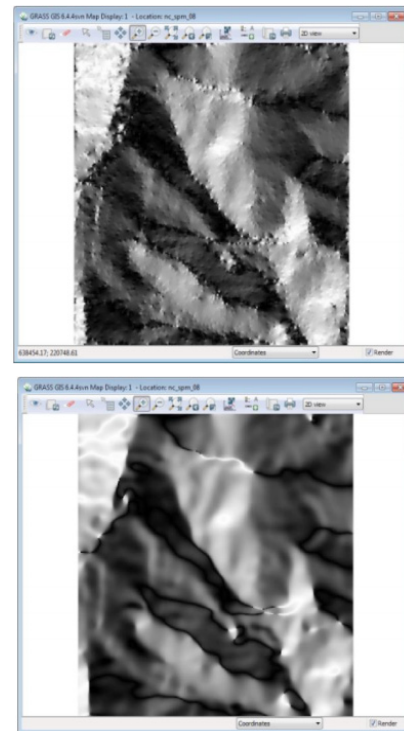 GRASS GIS 6.4.4svn Map Display: 1 - Location: nc_spm_08
2D view
638454.17; 220748.61
Coordinates
Render
GRASS GIS 6.4.4svn Map Display: 1 - Location: nc_spm_08
2D view
Coordinates
Render